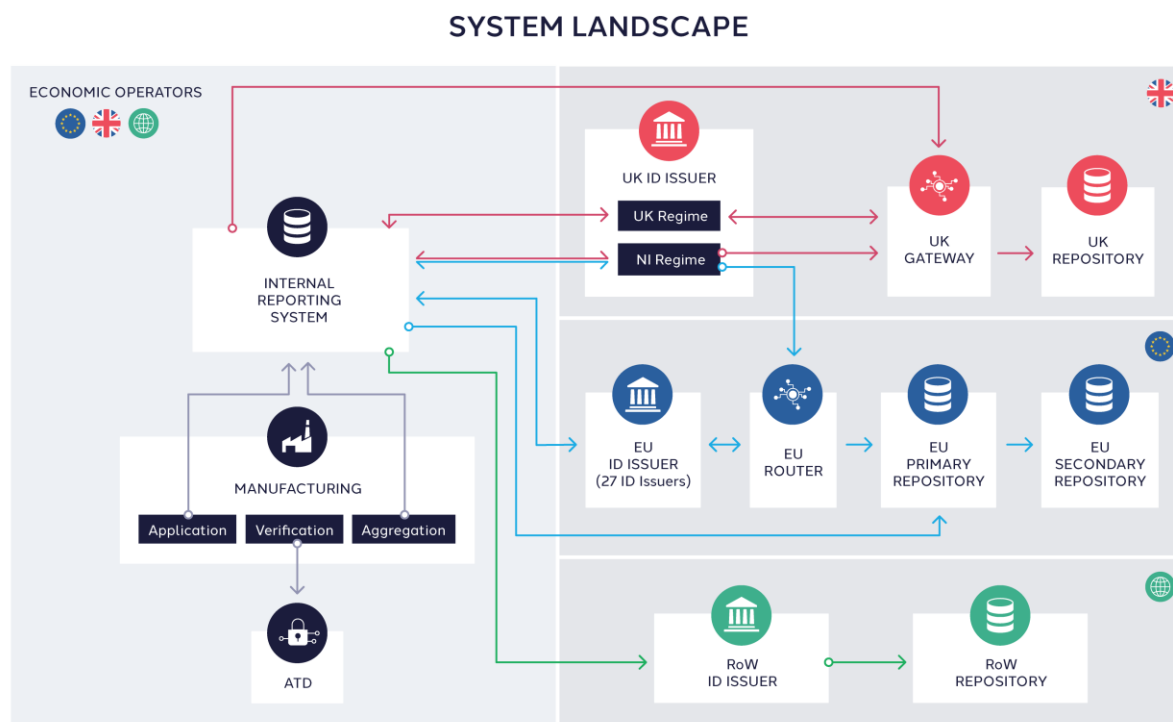 SYSTEM LANDSCAPE
ECONOMIC OPERATORS
INTERNAL
REPORTING
SYSTEM
MANUFACTURING
Application
Verification
Aggregation
ATD
UK ID ISSUER
UK Regime
NI Regime
UK
GATEWAY
UK
REPOSITORY
EU
ID ISSUER
(27 ID Issuers)
EU
ROUTER
EU
PRIMARY
REPOSITORY
EU
SECONDARY
REPOSITORY
RoW
ID ISSUER
RoW
REPOSITORY